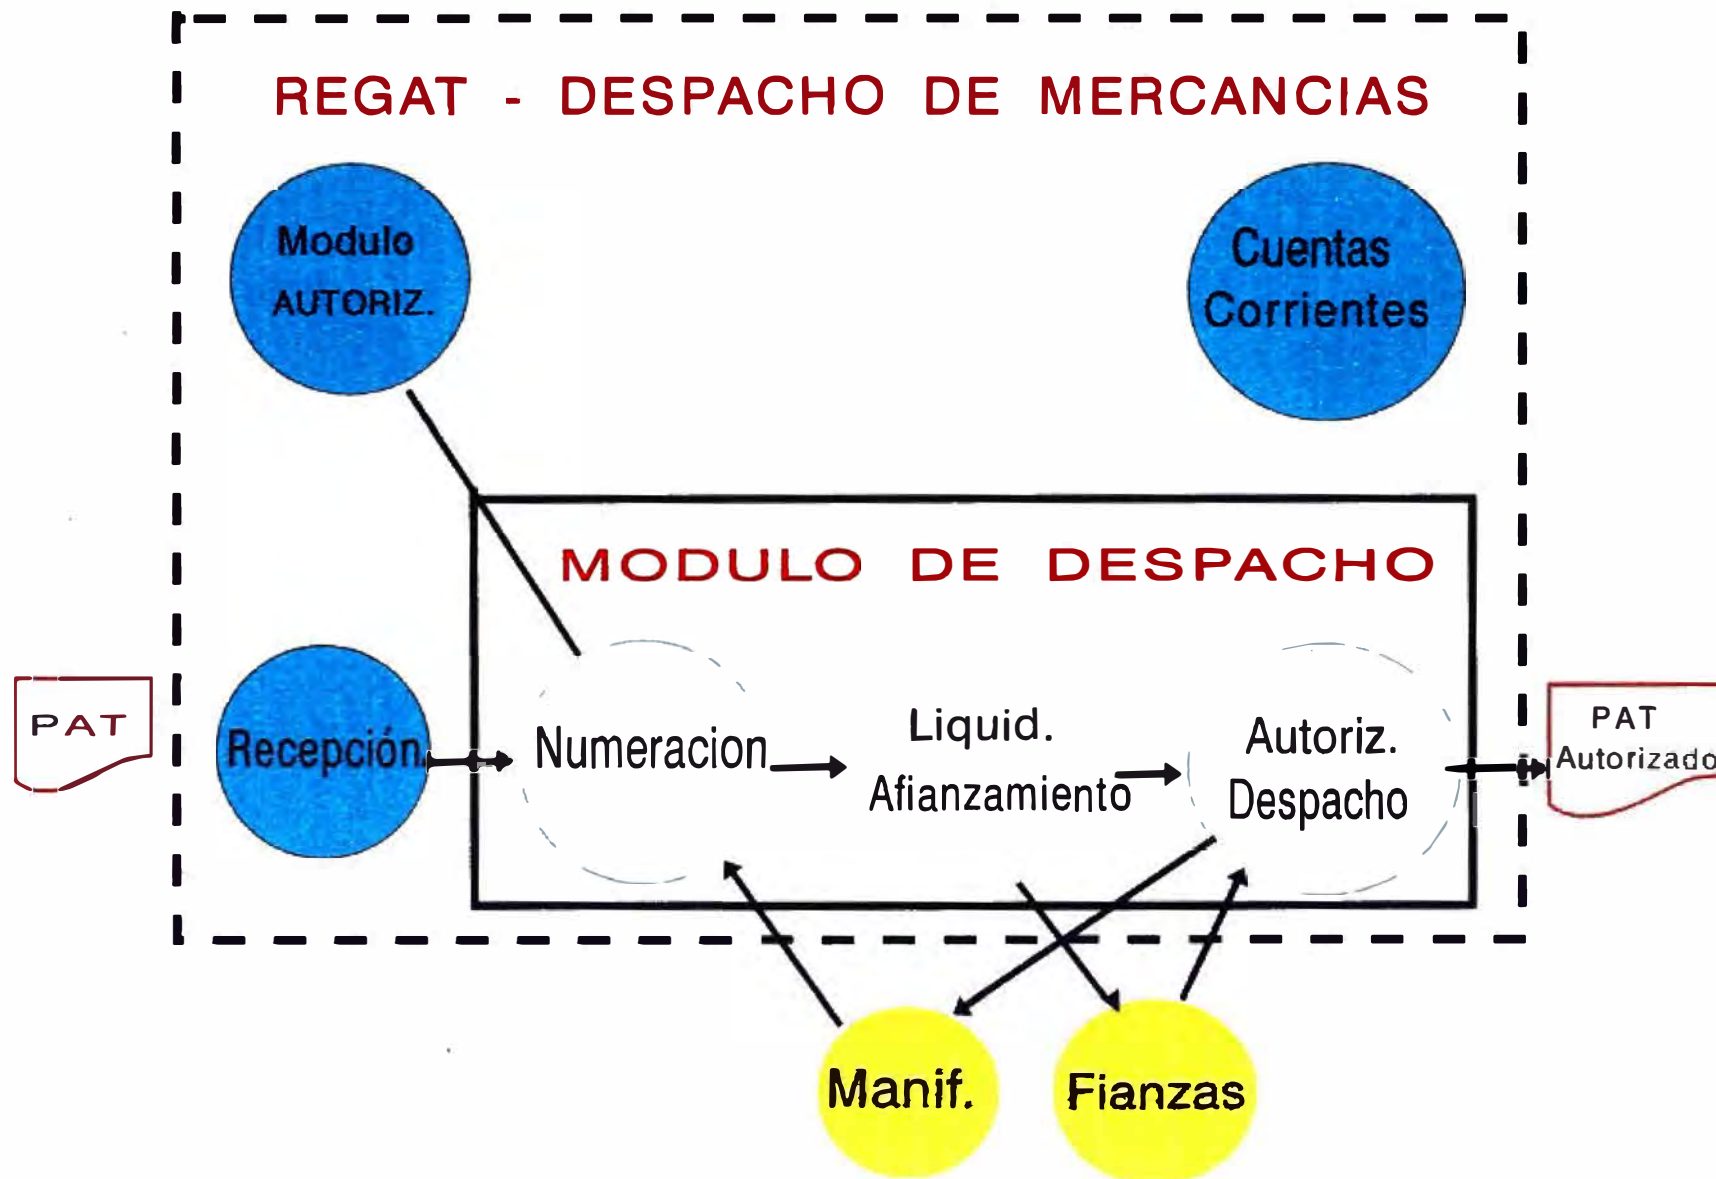 REGAT - DESPACHO DE MERCANCIAS
Modulo
AUTORIZ.
Cuentas
Corrientes
MODULO DE DESPACHO
PAT
Recepción
Numeracion
Liquid.
Afianzamiento
Autoriz.
Despacho
PAT
Autorizado
Manif.
Fianzas